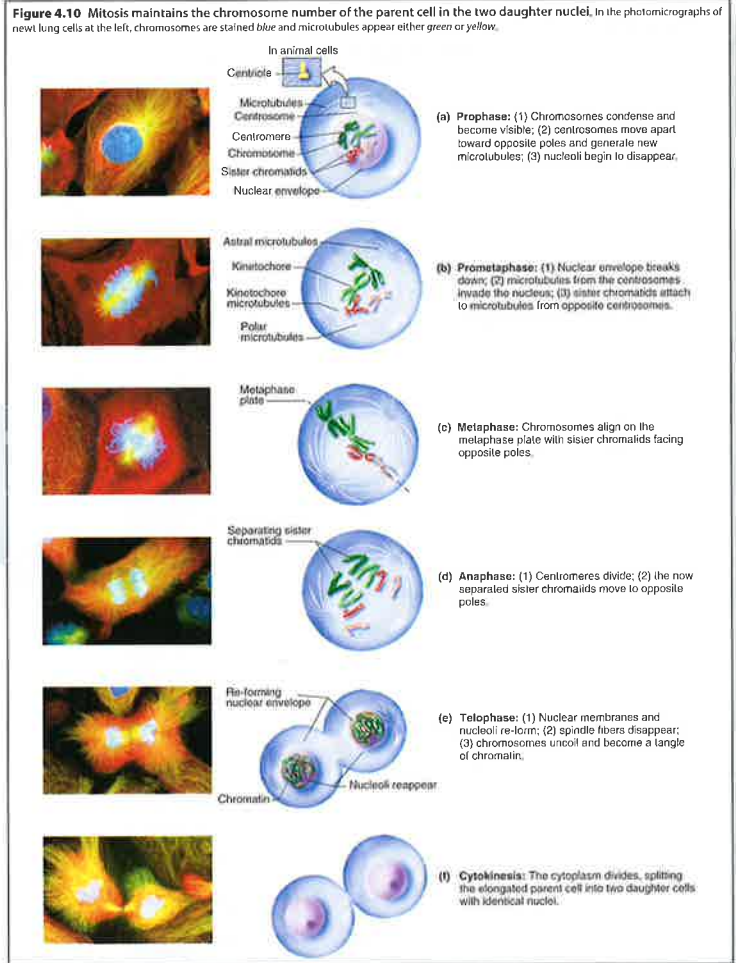 Figure 4.10 Mitosis maintains the chromosome number of the parent cell in the two daughter nuclei. In the photomicrographs of
newt lung cells at the left, chromosomes are stained blue and microtubules appear either green or yellow.
In animal cells
Centriole
Microtubules
Centrosome
Centromere
Chromosome
Sister chromatids
Nuclear envelope
(a) Prophase: (1) Chromosomes condense and
become visible; (2) centrosomes move apart
toward opposite poles and generate new
microtubules; (3) nucleoli begin to disappear.
Astral microtubules
Kinetochore
Kinetochore
microtubules
Polar
microtubules
(b) Prometaphase: (1) Nuclear envelope breaks
down; (2) microtubules from the centrosomes
invade the nucleus; (3) sister chromatids attach
to microtubules from opposite centrosomes.
Metaphase
plate
(c) Metaphase: Chromosomes align on the
metaphase plate with sister chromatids facing
opposite poles.
Separating sister
chromatids
(d) Anaphase: (1) Centromeres divide; (2) the now
separated sister chromatids move to opposite
poles.
Re-forming
nuclear envelope
Chromatin
Nucleoli reappear
(e) Telophase: (1) Nuclear membranes and
nucleoli re-form; (2) spindle fibers disappear;
(3) chromosomes uncoil and become a tangle
of chromatin.
(f) Cytokinesis: The cytoplasm divides, splitting
the elongated parent cell into two daughter cells
with identical nuclei.